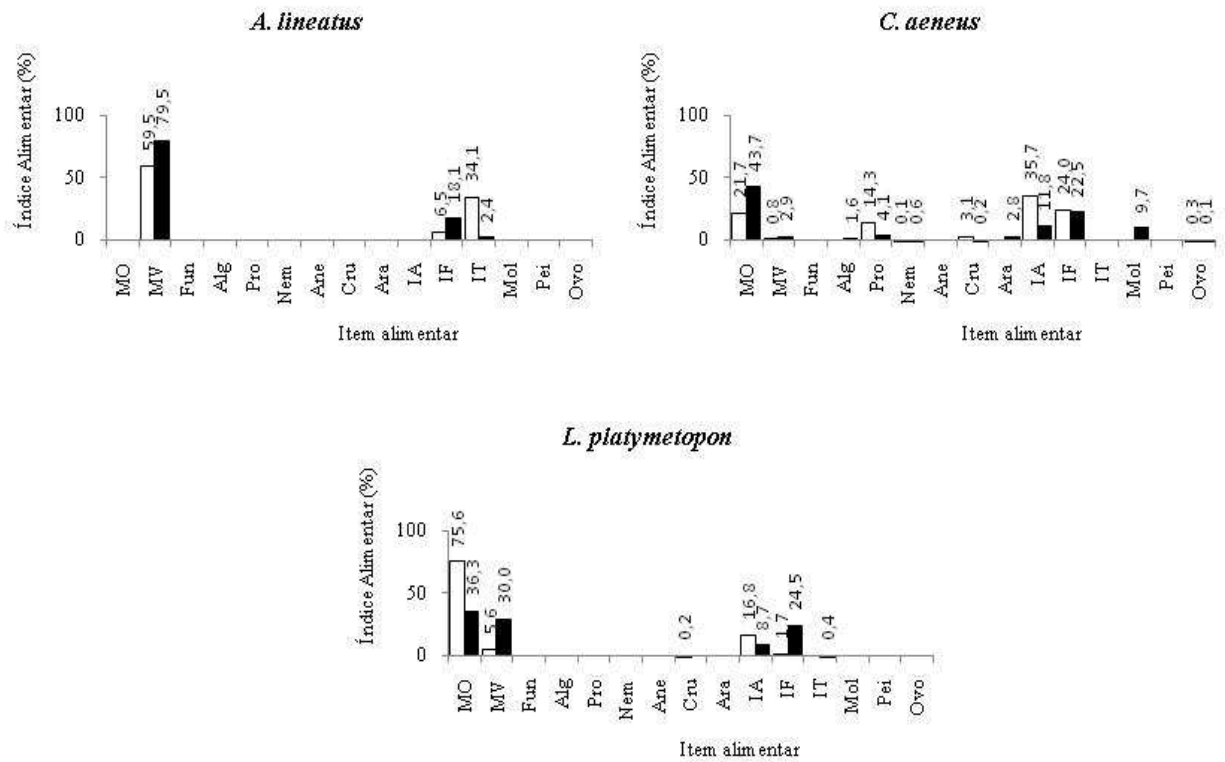 A. lineatus
Índice Alimentar (%)
100
50
0
59,5
79,5
6,5
18,1
34,1
2,4
MO
MV
Fun
Alg
Pro
Nem
Ane
Cru
Ara
IA
IF
IT
Mol
Pei
Ovo
Item alimentar
C. aeneus
Índice Alimentar (%)
100
50
0
21,7
43,7
0,8
2,9
1,6
14,3
4,1
0,1
0,6
3,1
0,2
2,8
35,7
11,8
24,0
22,5
9,7
0,3
0,1
MO
MV
Fun
Alg
Pro
Nem
Ane
Cru
Ara
IA
IF
IT
Mol
Pei
Ovo
Item alimentar
L. platymetopon
Índice Alimentar (%)
100
50
0
75,6
36,3
5,6
30,0
0,2
16,8
8,7
1,7
24,5
0,4
MO
MV
Fun
Alg
Pro
Nem
Ane
Cru
Ara
IA
IF
IT
Mol
Pei
Ovo
Item alimentar